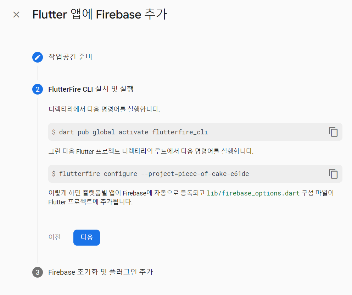 Flutter 앱에 Firebase 추가
작업공간 준비
2 FlutterFire CLI 설치 및 실행
디렉터리에서 다음 명령어를 실행합니다.
$ dart pub global activate flutterfire_cli
그런 다음 Flutter 프로젝트 디렉터리의 루트에서 다음 명령어를 실행합니다.
$ flutterfire configure --project=piece-of-cake-e61de
이렇게 하면 플랫폼별 앱이 Firebase에 자동으로 등록되고 lib/firebase_options.dart 구성 파일이
Flutter 프로젝트에 추가됩니다.
이전 다음
3 Firebase 초기화 및 플러그인 추가